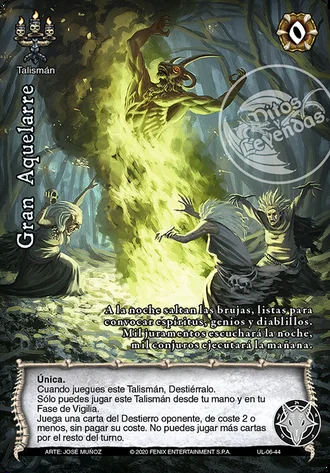 0
Talismán
Mitos y Leyendas
Gran Aquelarre
A la noche saltan las brujas, listas para
convocar espíritus, genios y diablillos.
Mil juramentos escuchará la noche,
mil conjuros ejecutará la mañana.
Única.
Cuando juegues este Talismán, Destiérralo.
Sólo puedes jugar este Talismán desde tu mano y en tu
Fase de Vigilia.
Juega una carta del Destierro oponente, de coste 2 o
menos, sin pagar su coste. No puedes jugar más cartas
por el resto del turno.
ARTE: JOSÉ MUÑOZ
© 2020 FENIX ENTERTAINMENT S.P.A.
UL-06-44